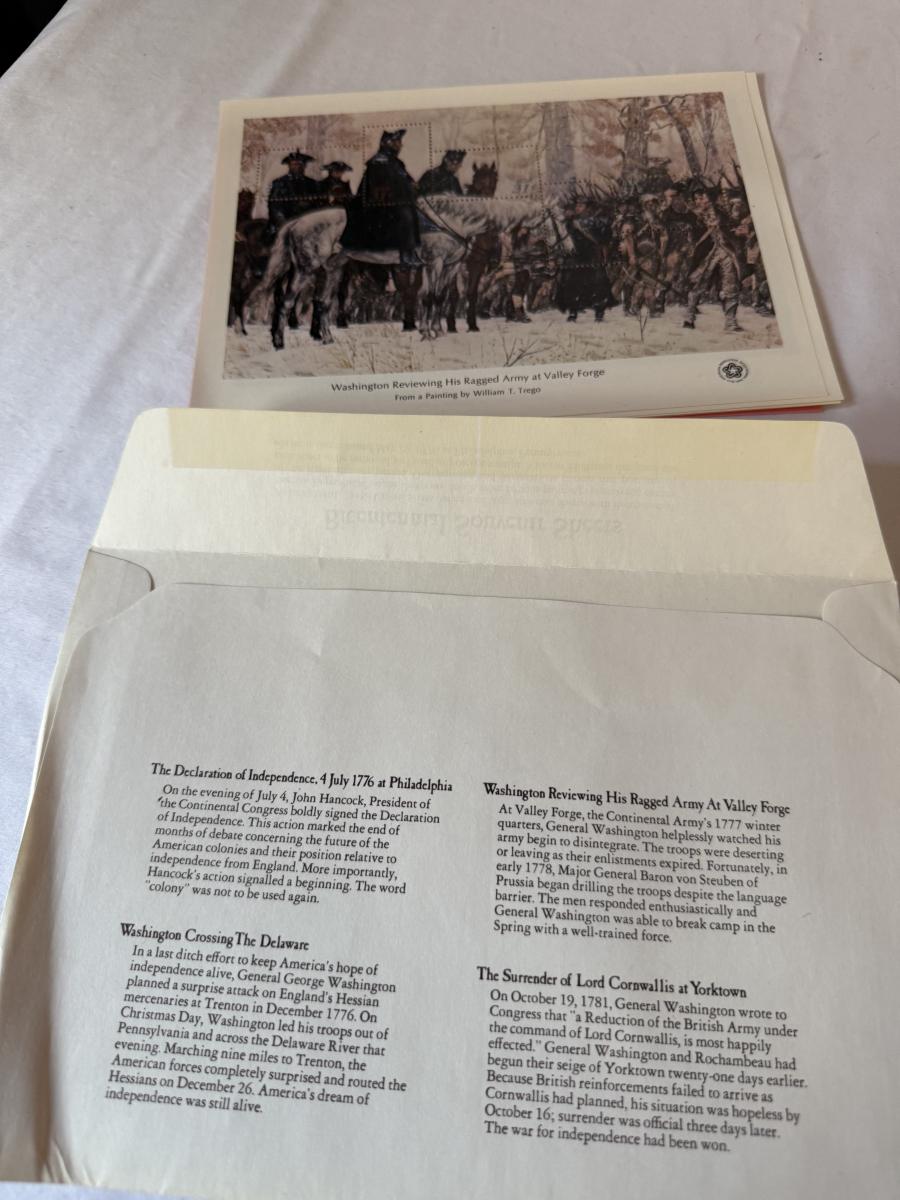 Washington Reviewing His Ragged Army at Valley Forge
From a Painting by William T. Trego
Bicentennial Souvenir Sheets
The Declaration of Independence, 4 July 1776 at Philadelphia
On the evening of July 4, John Hancock, President of
the Continental Congress boldly signed the Declaration
of Independence. This action marked the end of
months of debate concerning the future of the
American colonies and their position relative to
independence from England. More importantly,
Hancock's action signalled a beginning. The word
"colony" was not to be used again.
Washington Crossing The Delaware
In a last ditch effort to keep America's hope of
independence alive, General George Washington
planned a surprise attack on England's Hessian
mercenaries at Trenton in December 1776. On
Christmas Day, Washington led his troops out of
Pennsylvania and across the Delaware River that
evening. Marching nine miles to Trenton, the
American forces completely surprised and routed the
Hessians on December 26. America's dream of
independence was still alive.
Washington Reviewing His Ragged Army At Valley Forge
At Valley Forge, the Continental Army's 1777 winter
quarters, General Washington helplessly watched his
army begin to disintegrate. The troops were deserting
or leaving as their enlistments expired. Fortunately, in
early 1778, Major General Baron von Steuben of
Prussia began drilling the troops despite the language
barrier. The men responded enthusiastically and
General Washington was able to break camp in the
Spring with a well-trained force.
The Surrender of Lord Cornwallis at Yorktown
On October 19, 1781, General Washington wrote to
Congress that "a Reduction of the British Army under
the command of Lord Cornwallis, is most happily
effected." General Washington and Rochambeau had
begun their seige of Yorktown twenty-one days earlier.
Because British reinforcements failed to arrive as
Cornwallis had planned, his situation was hopeless by
October 16; surrender was official three days later.
The war for independence had been won.